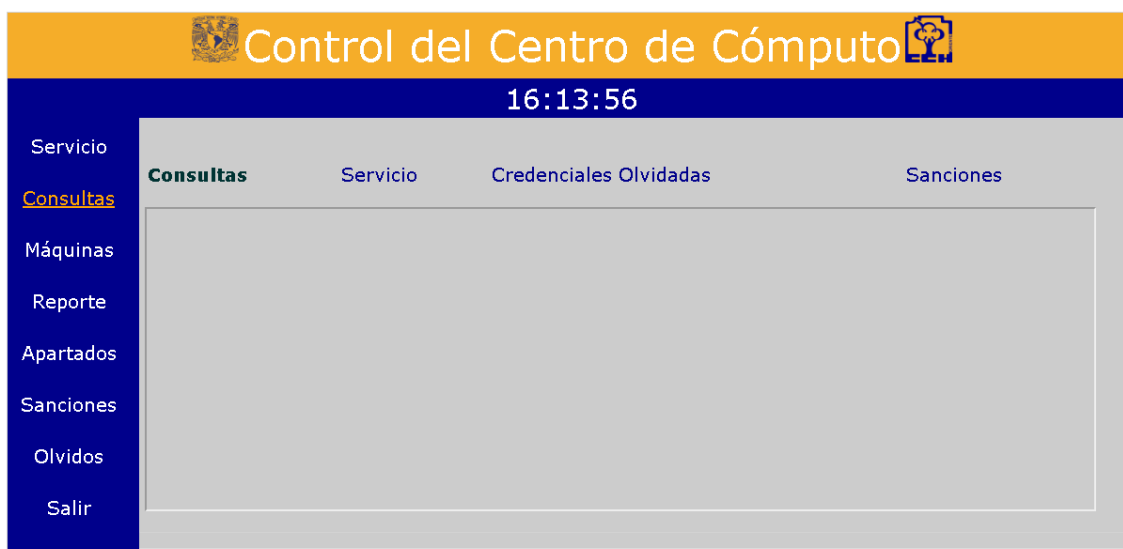 Control del Centro de Cómputo
CCH
16:13:56
Servicio
Consultas
Máquinas
Reporte
Apartados
Sanciones
Olvidos
Salir
Consultas Servicio Credenciales Olvidadas Sanciones